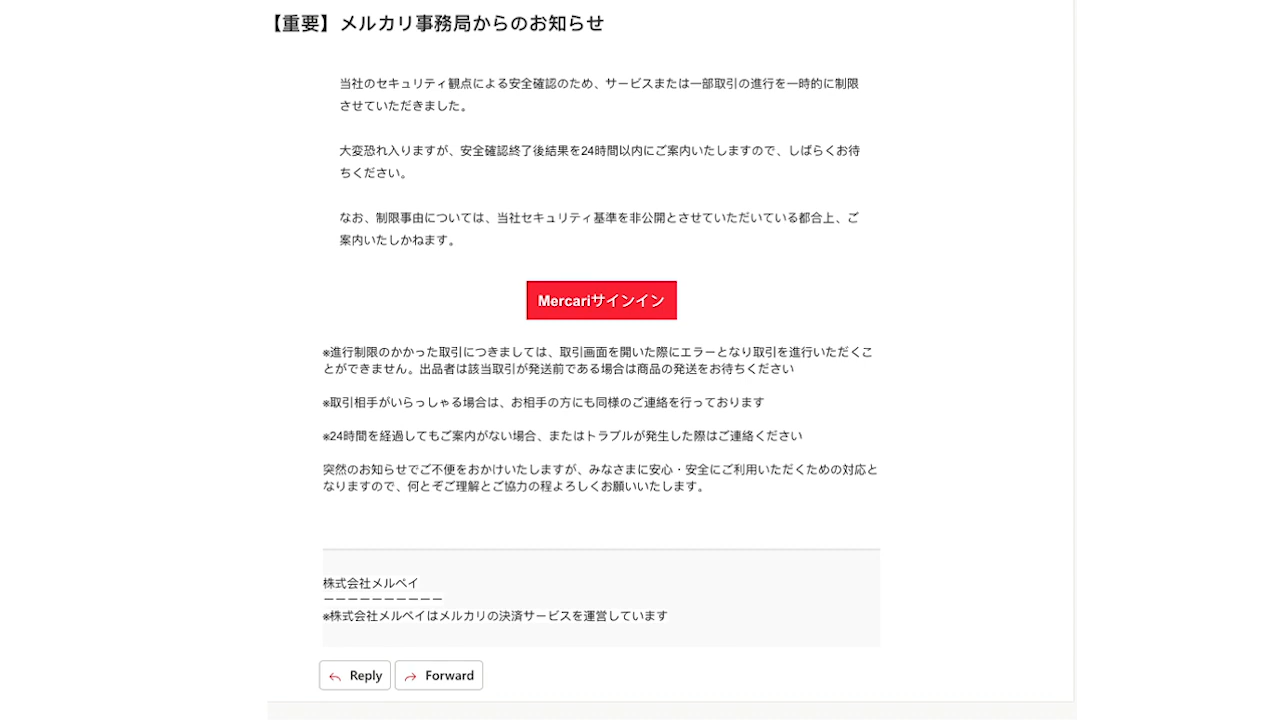 【重要】メルカリ事務局からのお知らせ
当社のセキュリティ観点による安全確認のため、サービスまたは一部取引の進行を一時的に制限
させていただきました。
大変恐れ入りますが、安全確認終了後結果を24時間以内にご案内いたしますので、しばらくお待
ちください。
なお、制限事由については、当社セキュリティ基準を非公開とさせていただいている都合上、ご
案内いたしかねます。
Mercariサインイン
※進行制限のかかった取引につきましては、取引画面を開いた際にエラーとなり取引を進行いただくこ
とができません。出品者は該当取引が発送前である場合は商品の発送をお待ちください
※取引相手がいらっしゃる場合は、お相手の方にも同様のご連絡を行っております
※24時間を経過してもご案内がない場合、またはトラブルが発生した際はご連絡ください
突然のお知らせでご不便をおかけいたしますが、みなさまに安心・安全にご利用いただくための対応と
なりますので、何とぞご理解とご協力の程よろしくお願いいたします。
株式会社メルペイ
ーーーーーーーーーー
※株式会社メルペイはメルカリの決済サービスを運営しています
Reply Forward